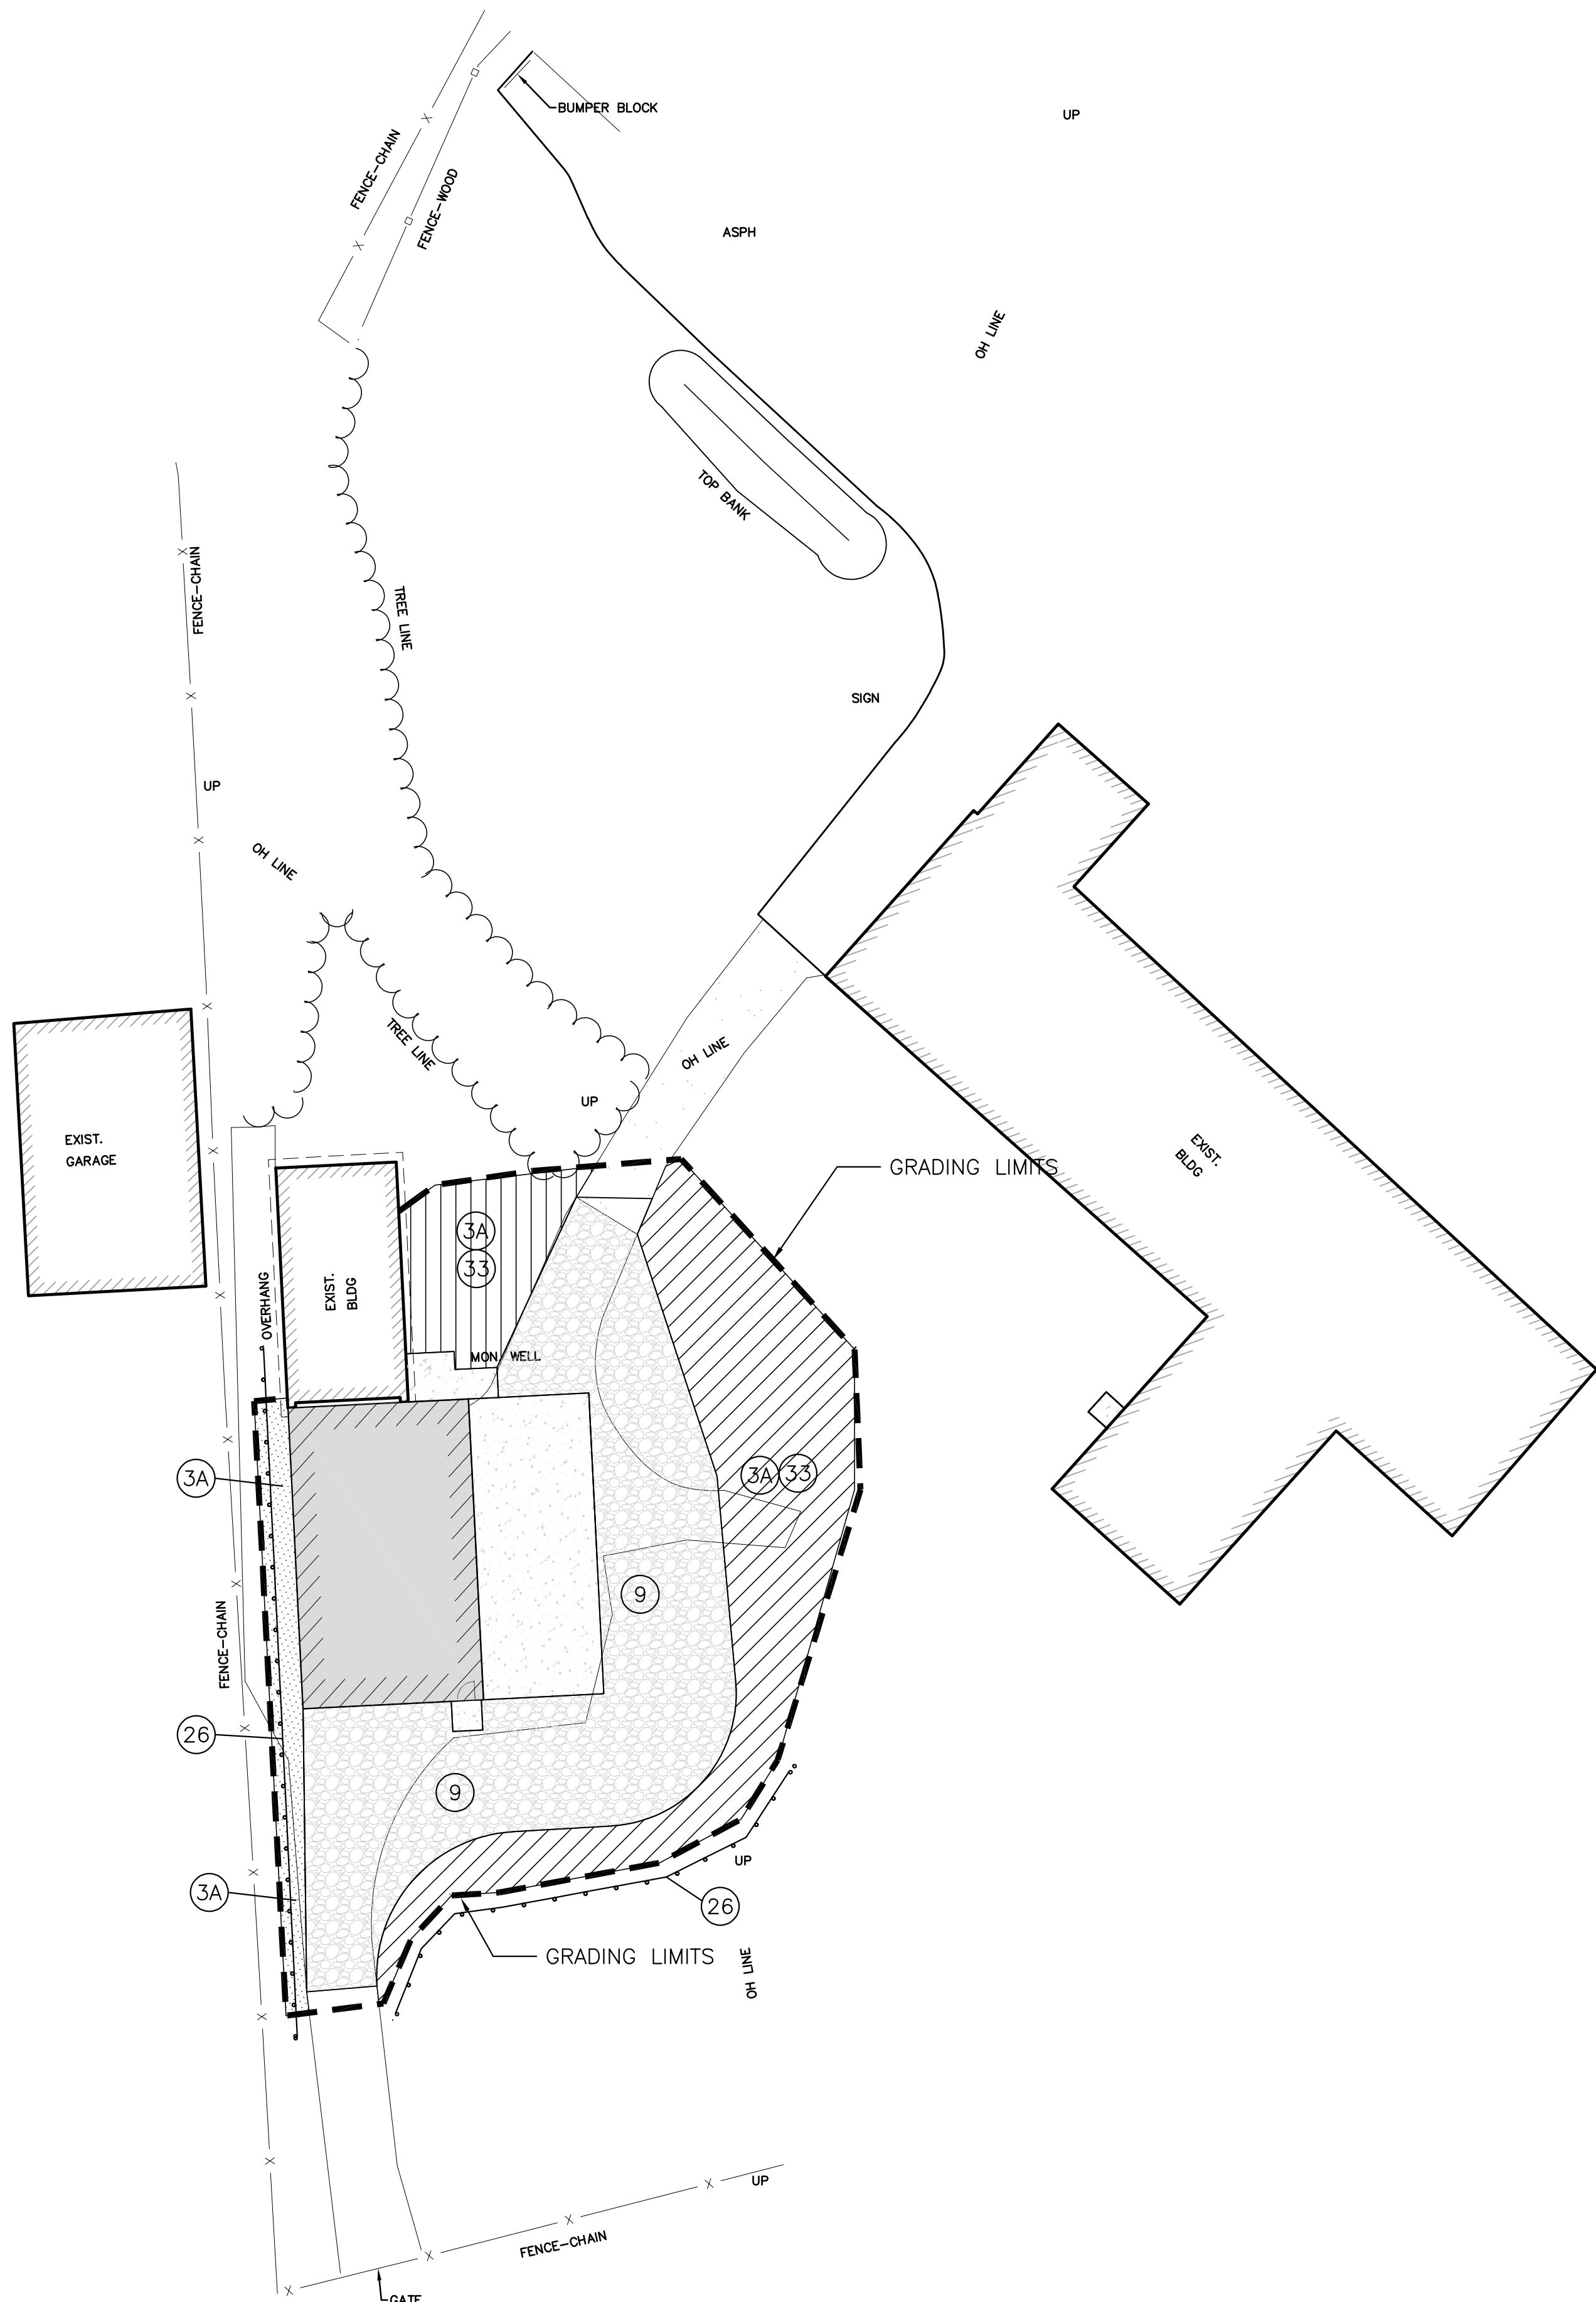 BUMPER BLOCK
UP
FENCE-CHAIN
FENCE-WOOD
ASPH
OH LINE
TOP BANK
FENCE-CHAIN
TREE LINE
SIGN
UP
OH LINE
TREE LINE
OH LINE
UP
EXIST.
GARAGE
EXIST.
BLDG
GRADING LIMITS
3A
33
OVERHANG
EXIST.
BLDG
MON WELL
3A
3A
33
9
FENCE-CHAIN
26
9
UP
3A
26
GRADING LIMITS
OH LINE
UP
FENCE-CHAIN
GATE